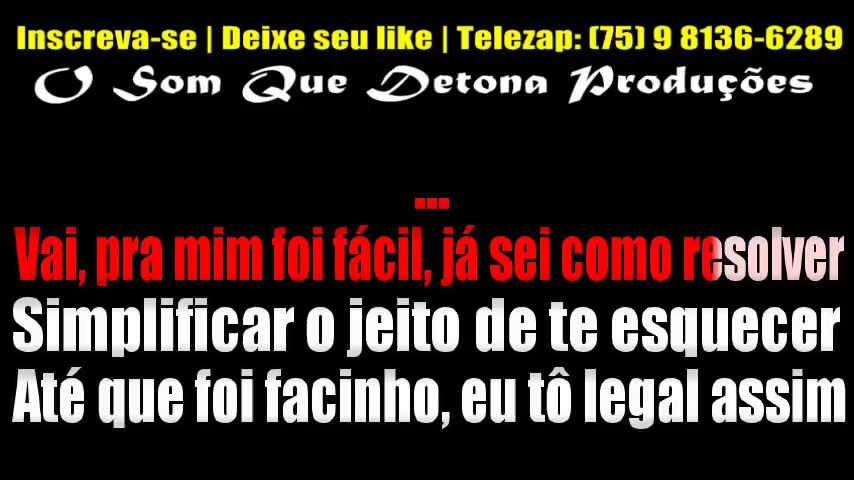 Inscreva-se | Deixe seu like | Telezap: (75) 9 8136-6289
O Som Que Detona Produções
...
Vai, pra mim foi fácil, já sei como resolver
Simplificar o jeito de te esquecer
Até que foi facinho, eu tô legal assim